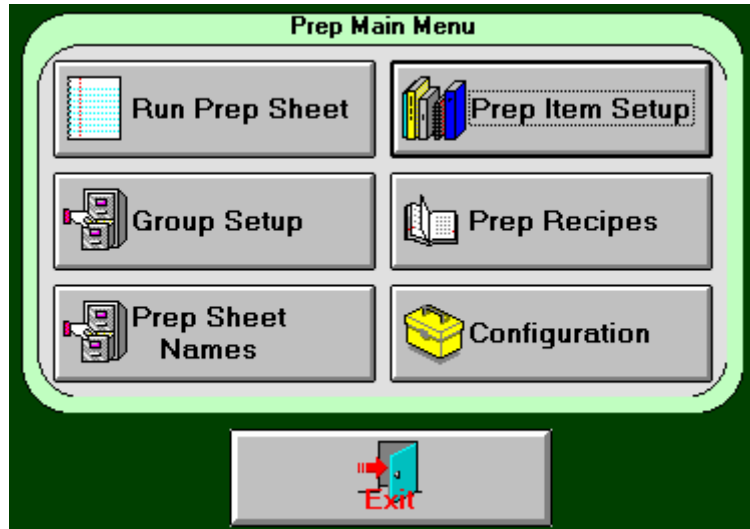 Prep Main Menu
Run Prep Sheet
Prep Item Setup
Group Setup
Prep Recipes
Prep Sheet
Names
Configuration
Exit